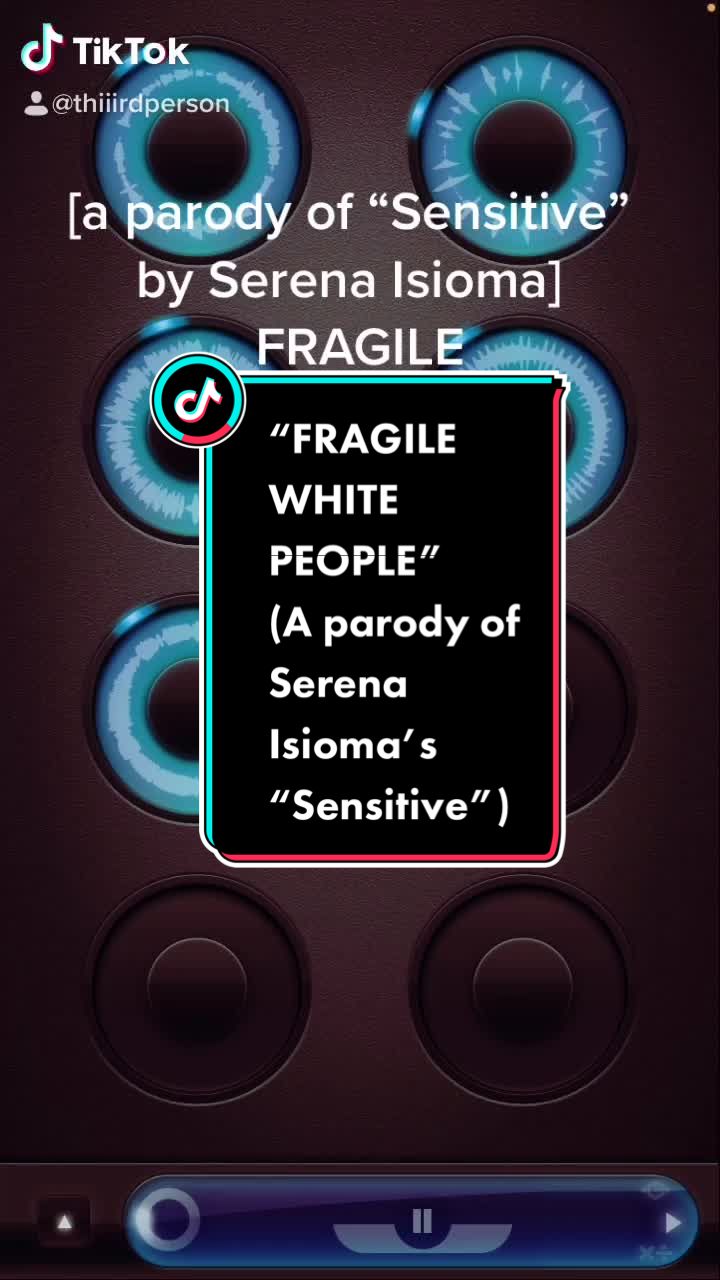 TikTok
@thiiirdperson
[a parody of “Sensitive”
by Serena Isioma]
FRAGILE
“FRAGILE
WHITE
PEOPLE”
(A parody of
Serena
Isioma’s
“Sensitive”)